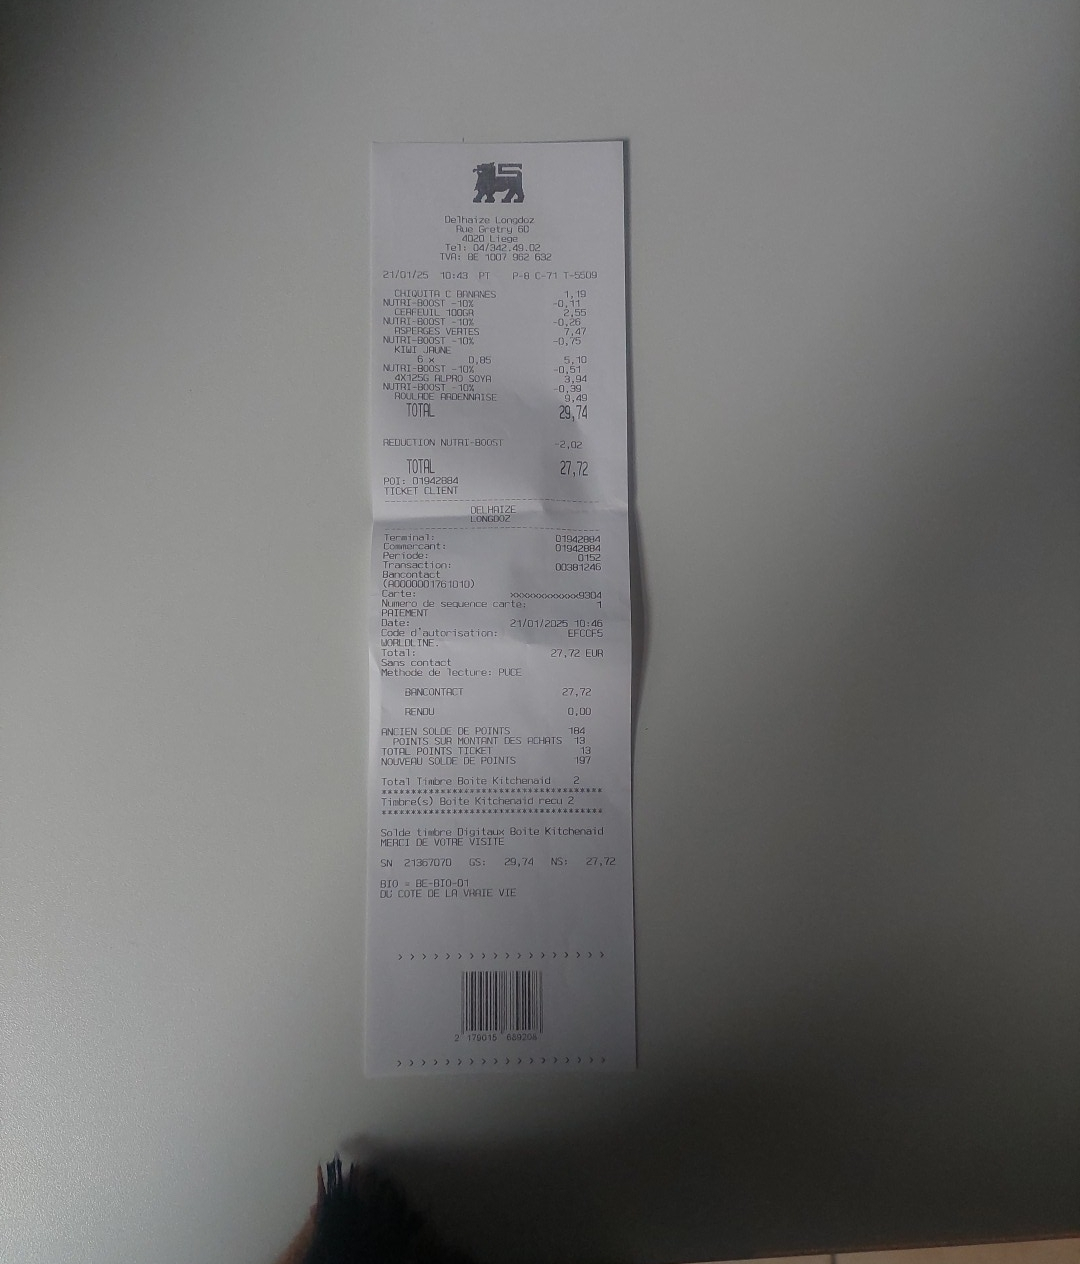 Delhaize Longdoz
Rue Gretry 60
4020 Liege
Tel: 04/342.49.02
TVA: BE 1007 962 632
21/01/25 10:43 PT P-8 C-71 T-5509
CHIQUITA C BANANES 1,19
NUTRI-BOOST -10% -0,11
CERFEUIL 100GR 2,55
NUTRI-BOOST -10% -0,26
ASPERGES VERTES 7,47
NUTRI-BOOST -10% -0,75
KIWI JAUNE
6 x 0,85 5,10
NUTRI-BOOST -10% -0,51
4X125G ALPRO SOYA 3,94
NUTRI-BOOST -10% -0,39
ROULADE ARDENNAISE 9,49
TOTAL 29,74
REDUCTION NUTRI-BOOST -2,02
TOTAL 27,72
POI: 01942884
TICKET CLIENT
DELHAIZE
LONGDOZ
Terminal: 01942884
Commercant: 01942884
Periode: 0152
Transaction: 00381246
Bancontact
(A0000001761010)
Carte: xxxxxxxxxxxxx9304
Numero de sequence carte: 1
PAIEMENT
Date: 21/01/2025 10:46
Code d'autorisation: EFCCF5
WORLDLINE.
Total: 27,72 EUR
Sans contact
Methode de lecture: PUCE
BANCONTACT 27,72
RENDU 0,00
ANCIEN SOLDE DE POINTS 184
POINTS SUR MONTANT DES ACHATS 13
TOTAL POINTS TICKET 13
NOUVEAU SOLDE DE POINTS 197
Total Timbre Boite Kitchenaid 2
**************************************
Timbre(s) Boite Kitchenaid recu 2
**************************************
Solde timbre Digitaux Boite Kitchenaid
MERCI DE VOTRE VISITE
SN 21367070 GS: 29,74 NS: 27,72
BIO = BE-BIO-01
DU COTE DE LA VRAIE VIE
> > > > > > > > > > > > > > > > > >
2 179015 689208
> > > > > > > > > > > > > > > > > >